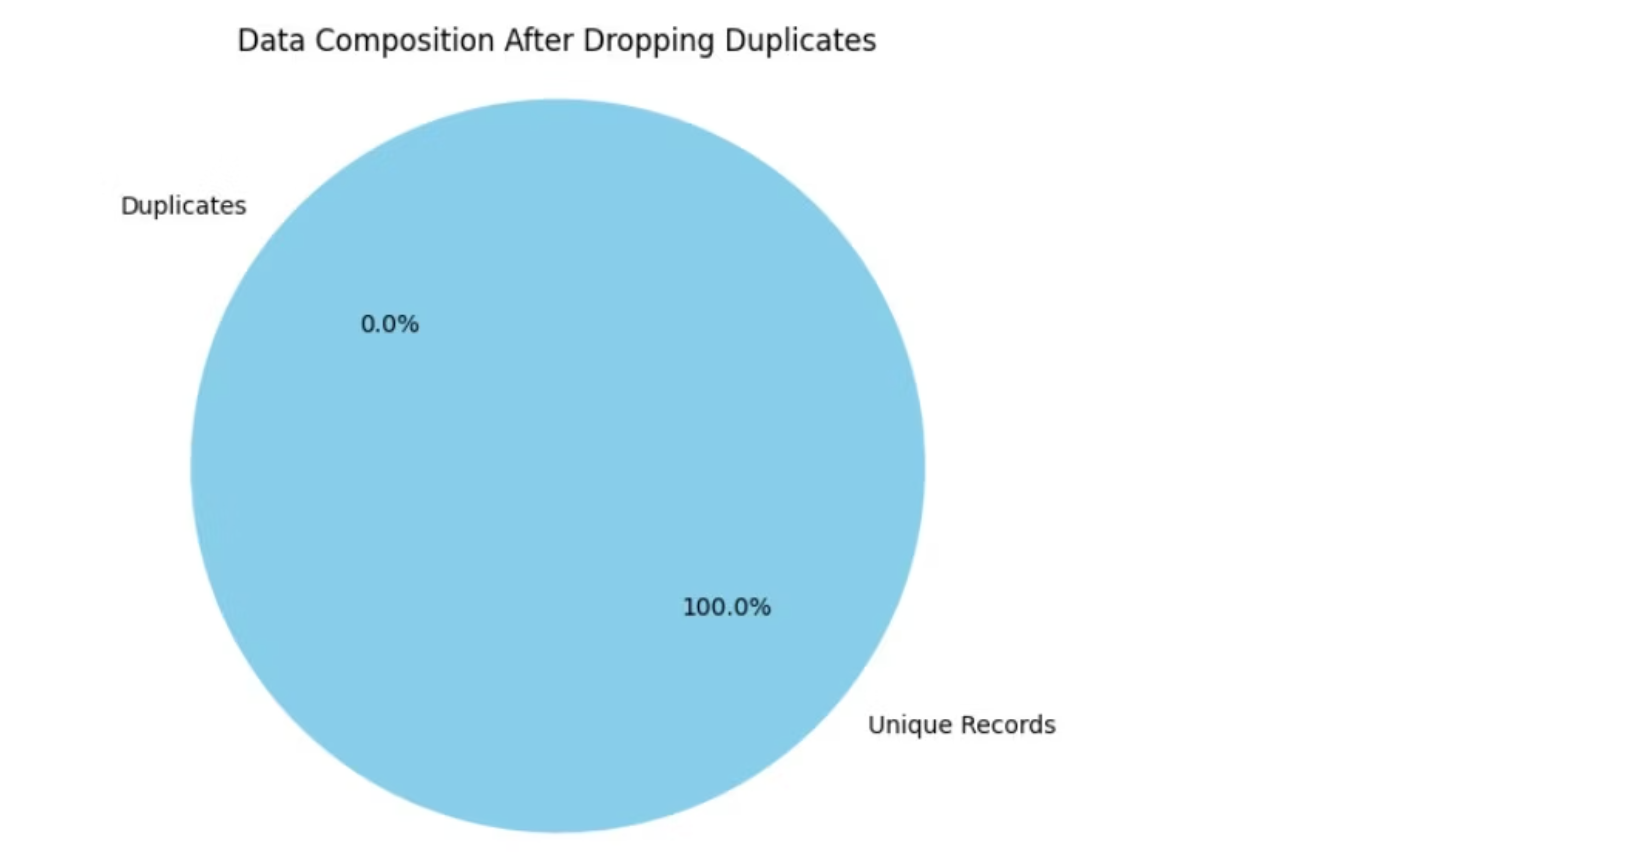 Data Composition After Dropping Duplicates
Duplicates
0.0%
100.0%
Unique Records